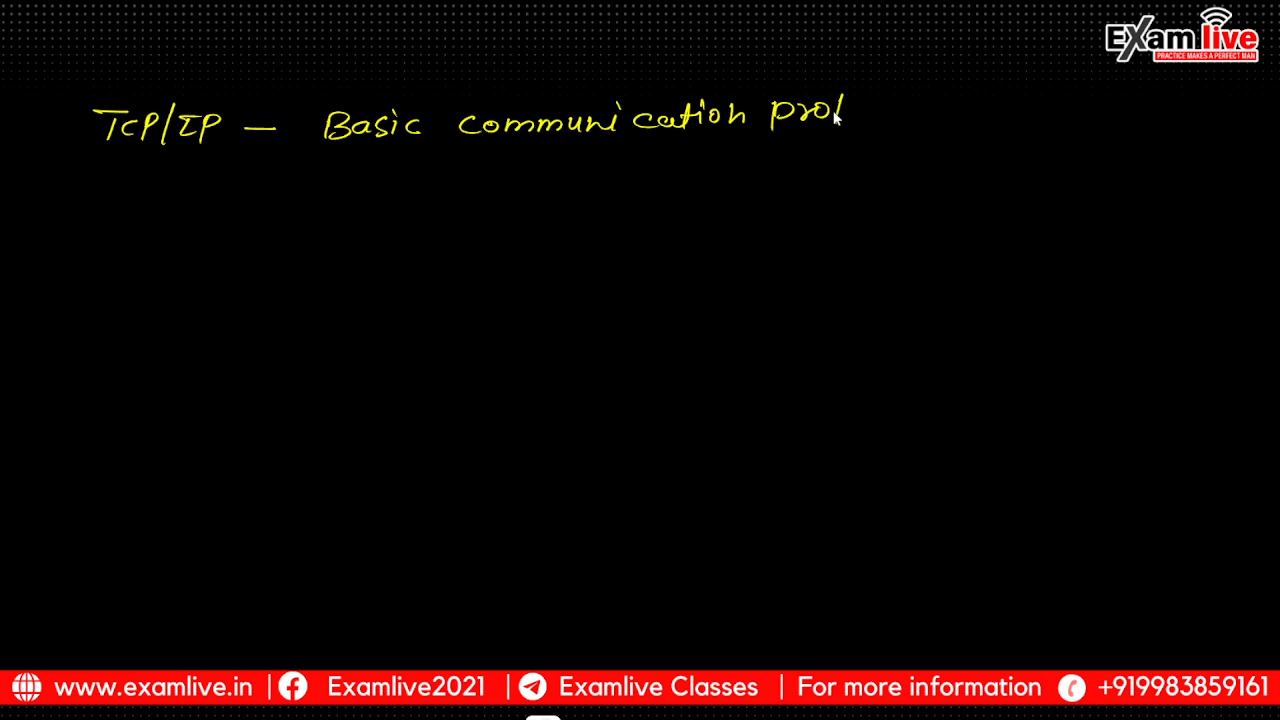 Exam live
PRACTICE MAKES A PERFECT MAN
TCP/IP — Basic communication prot
www.examlive.in | Examlive2021 | Examlive Classes | For more information +919983859161